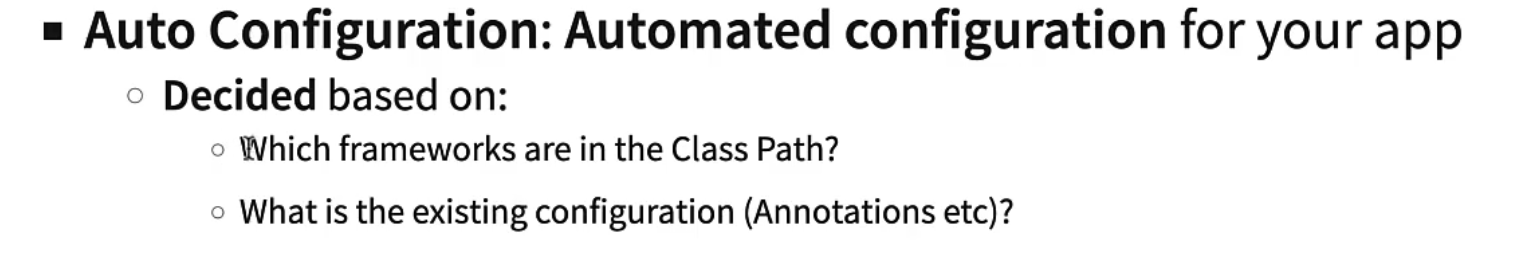 Auto Configuration: Automated configuration for your app
Decided based on:
Which frameworks are in the Class Path?
What is the existing configuration (Annotations etc)?